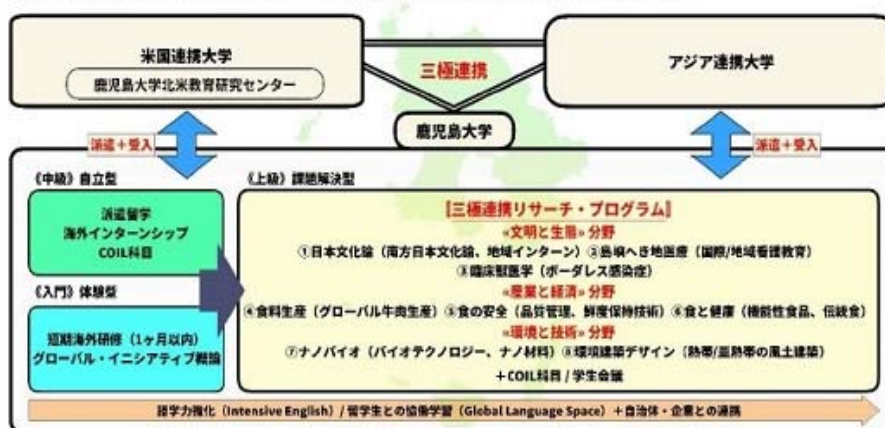 米国連携大学
鹿児島大学北米教育研究センター
三極連携
アジア連携大学
鹿児島大学
派遣+受入
派遣+受入
《中級》自立型
派遣留学
海外インターンシップ
COIL科目
《入門》体験型
短期海外研修(1ヶ月以内)
グローバル・イニシアティブ概論
《上級》課題解決型
『三極連携リサーチ・プログラム』
«文明と生態» 分野
①日本文化論(南方日本文化論、地域インターン)②島嶼へき地医療(国際/地域看護教育)
③臨床獣医学(ボーダレス感染症)
«産業と経済» 分野
④食料生産(グローバル牛肉生産)⑤食の安全(品質管理、鮮度保持技術)⑥食と健康(機能性食品、伝統食)
«環境と技術» 分野
⑦ナノバイオ(バイオテクノロジー、ナノ材料)⑧環境建築デザイン(熱帯/亜熱帯の風土建築)
+COIL科目 / 学生会議
語学力強化(Intensive English)/ 留学生との協働学習(Global Language Space)+自治体・企業との連携